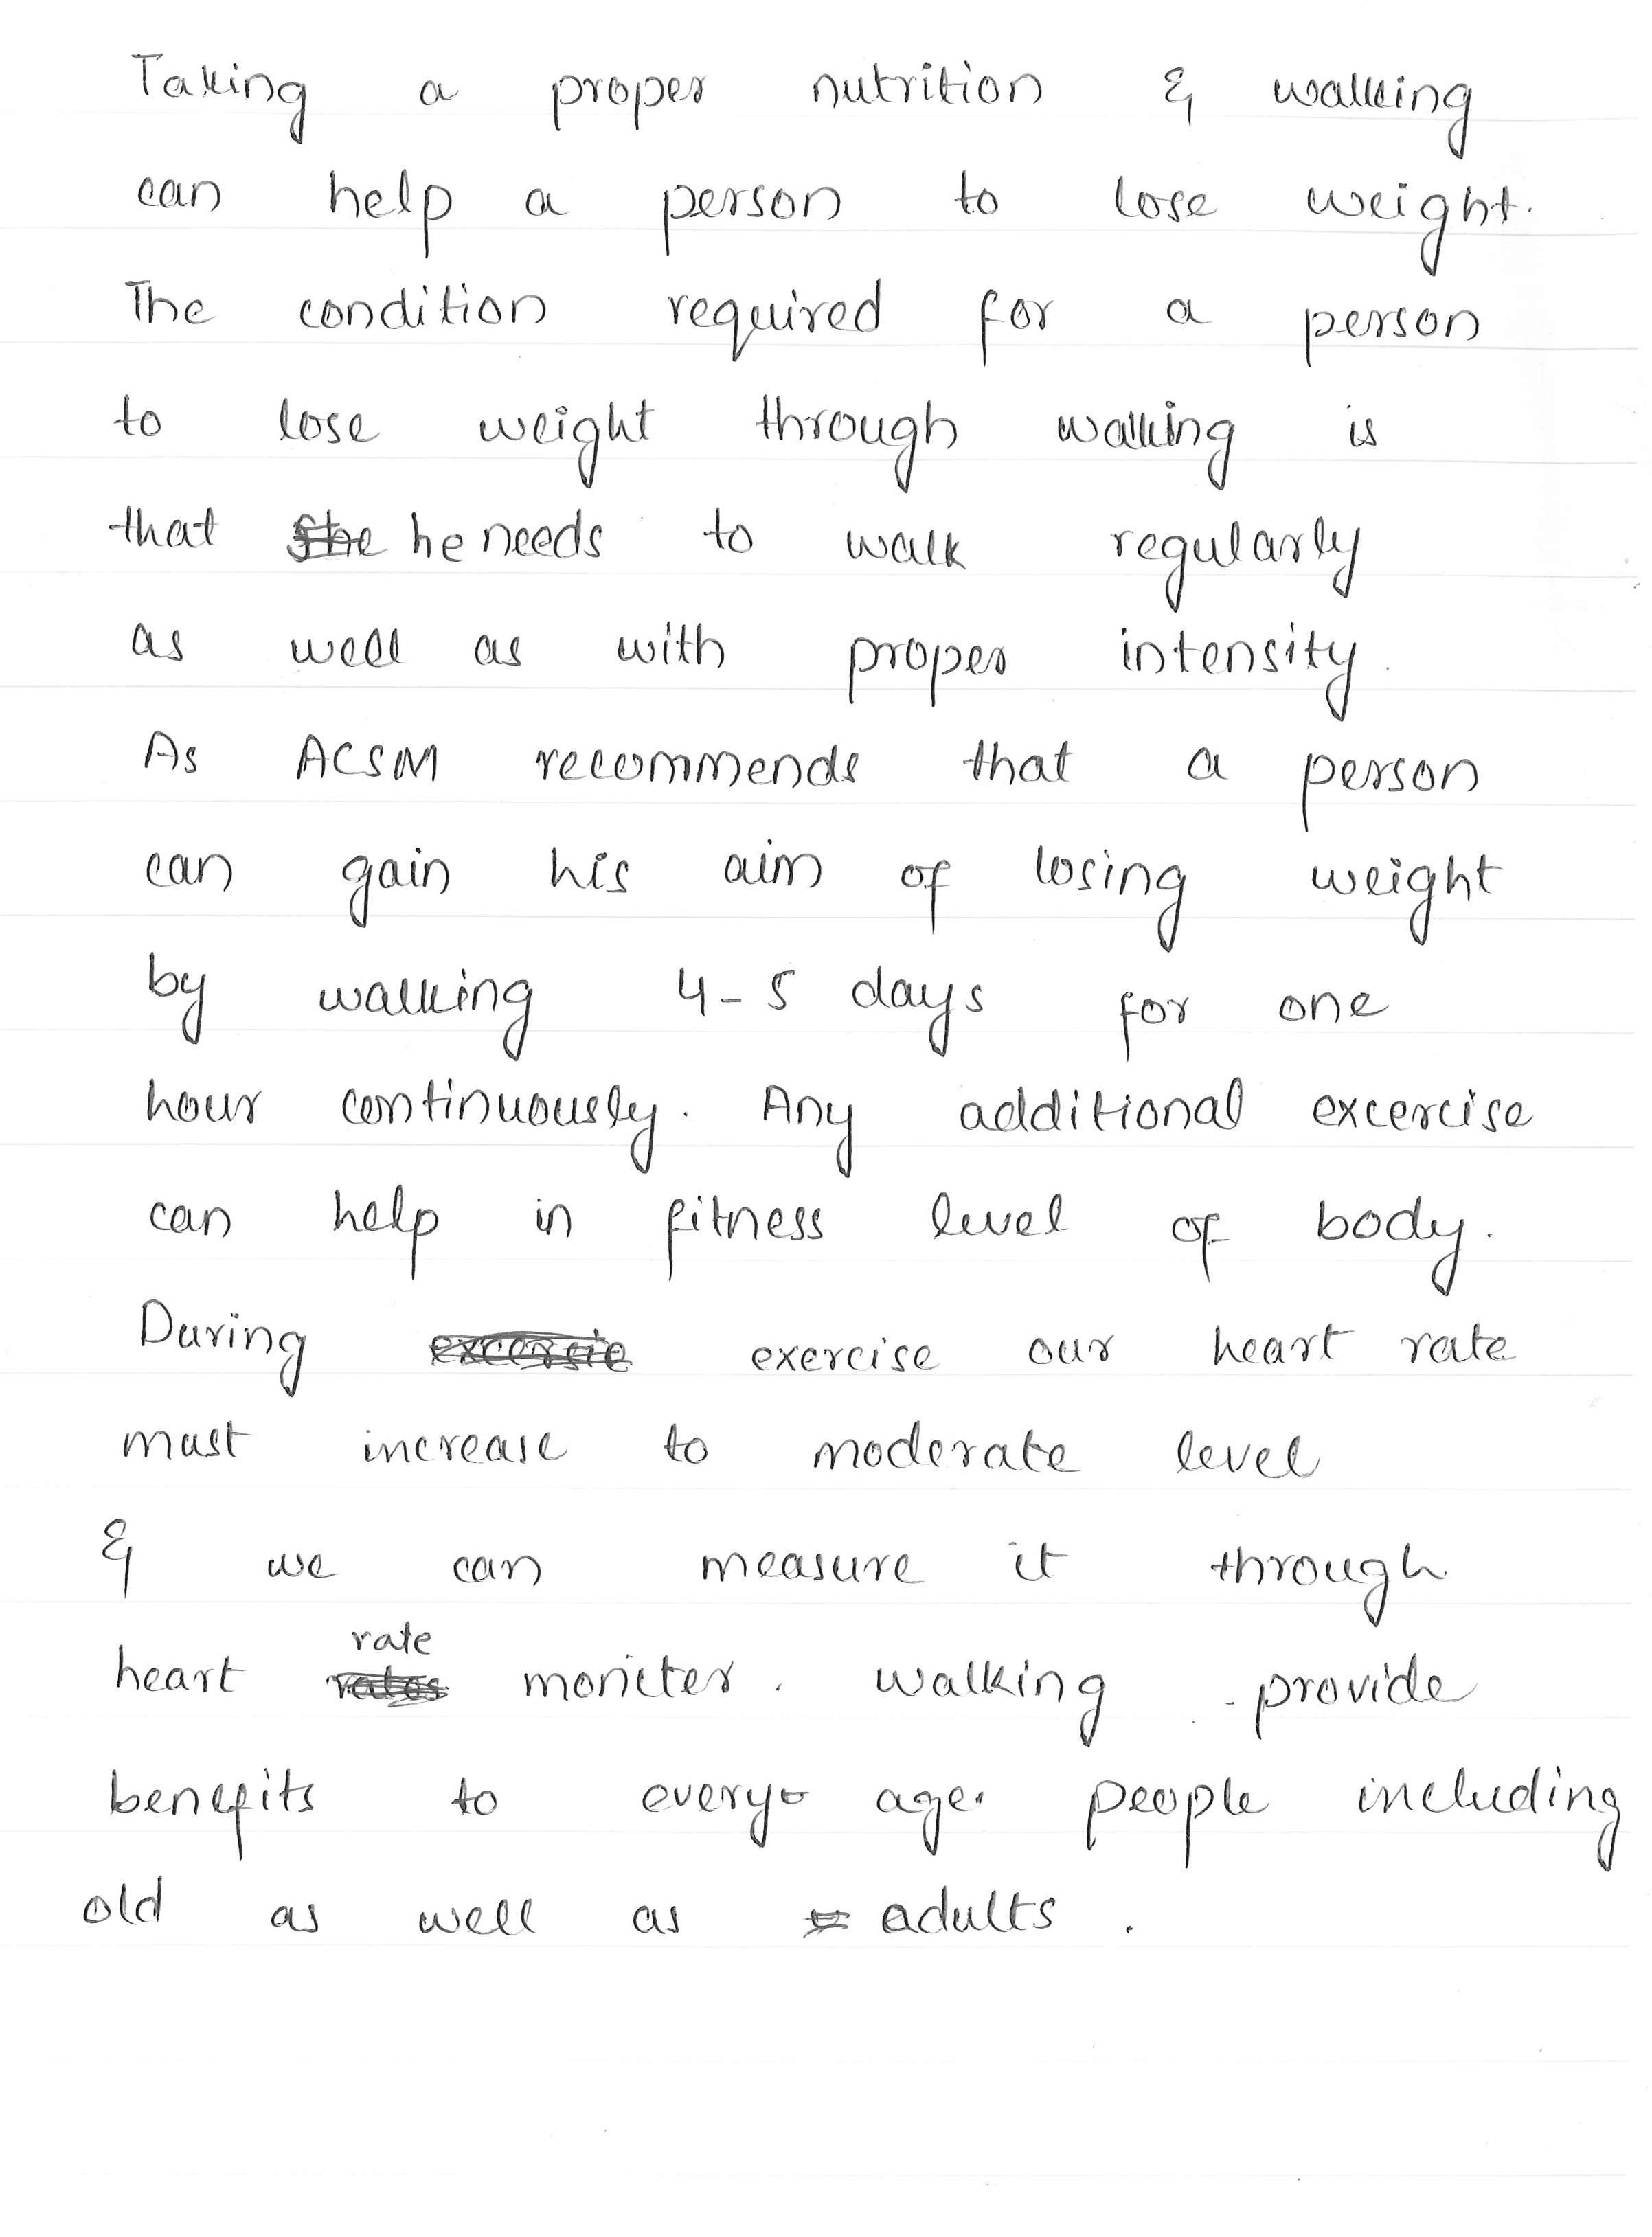 Taking a proper nutrition & walking
can help a person to lose weight.
The condition required for a person
to lose weight through walking is
that he needs to walk regularly
as well as with proper intensity.
As ACSM recommends that a person
can gain his aim of losing weight
by walking 4-5 days for one
hour continuously. Any additional excercise
can help in fitness level of body.
During exercise our heart rate
must increase to moderate level
& we can measure it through
heart rate moniter. walking provide
benefits to every age people including
old as well as adults.